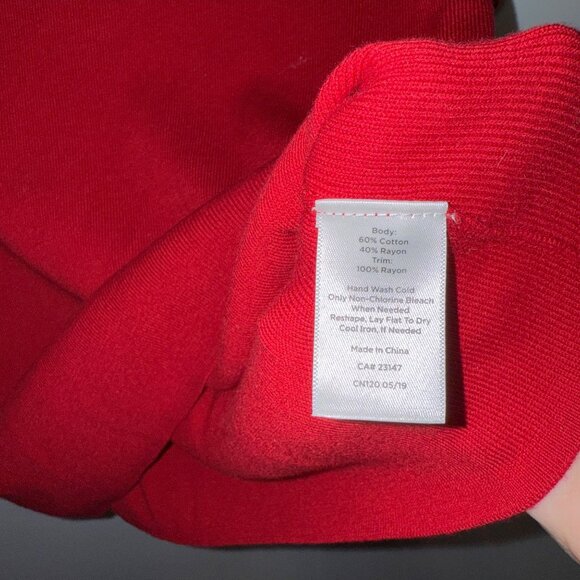 Body:
60% Cotton
40% Rayon
Trim:
100% Rayon
Hand Wash Cold
Only Non-Chlorine Bleach
When Needed
Reshape, Lay Flat To Dry
Cool Iron, If Needed
Made in China
CA# 23147
CN120 05/19